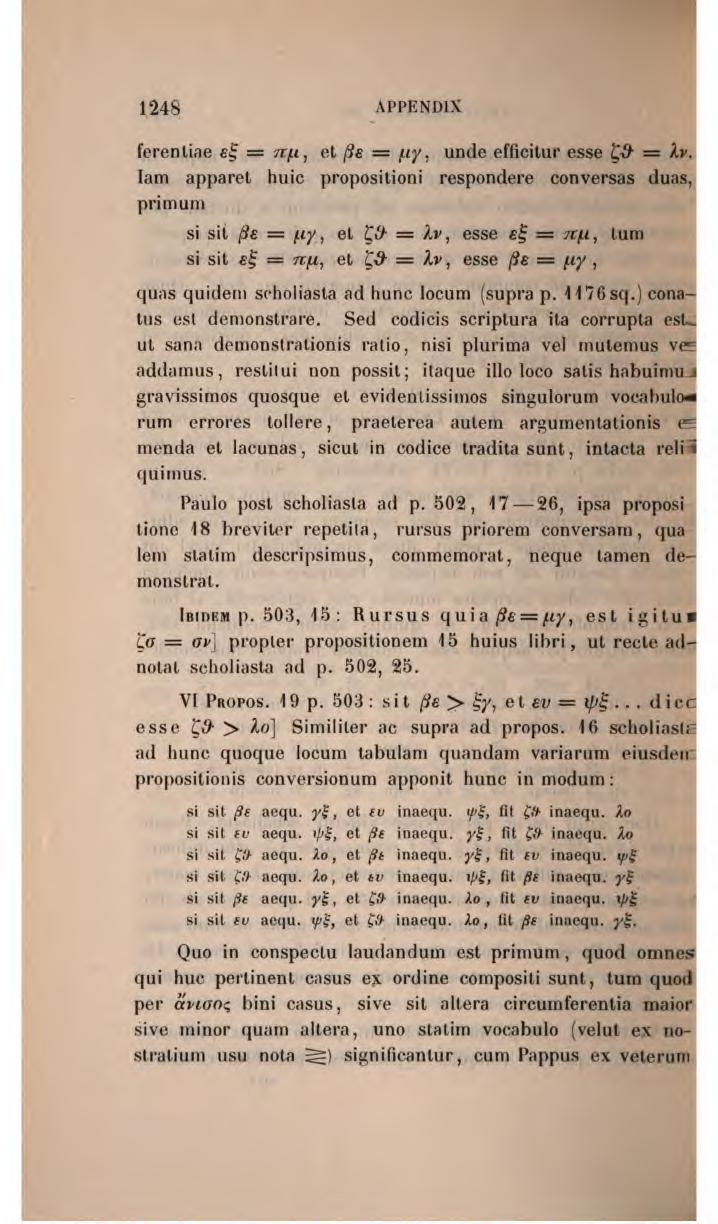 1248 APPENDIX
ferentiae εξ = πμ, et βε = μγ, unde efficitur esse ζϑ = λν.
Iam apparet huic propositioni respondere conversas duas,
primum
si sit βε = μγ, et ζϑ = λν, esse εξ = πμ, tum
si sit εξ = πμ, et ζϑ = λν, esse βε = μγ,
quas quidem scholiasta ad hunc locum (supra p. 1176 sq.) cona-
tus est demonstrare. Sed codicis scriptura ita corrupta est
ut sana demonstrationis ratio, nisi plurima vel mutemus
addamus, restitui non possit; itaque illo loco satis
gravissimos quosque et evidentissimos singulorum vocabulo-
rum errores tollere, praeterea autem argumentationis
menda et lacunas, sicut in codice tradita sunt, intacta reli
quimus.
Paulo post scholiasta ad p. 502, 17—26, ipsa proposi
tione 18 breviter repetita, rursus priorem conversam, qua
lem statim descripsimus, commemorat, neque tamen de-
monstrat.
IBIDEM p. 503, 15: Rursus quia βε=μγ, est
ζσ = σν] propter propositionem 15 huius libri, ut recte ad-
notat scholiasta ad p. 502, 25.
VI PROPOS. 19 p. 503: sit βε > ξγ, et ευ = ψξ...
esse ζϑ > λο] Similiter ac supra ad propos. 16
ad hunc quoque locum tabulam quandam variarum
propositionis conversionum apponit hunc in modum:
si sit βε aequ. γξ, et ευ inaequ. ψξ, fit ζϑ inaequ. λο
si sit ευ aequ. ψξ, et βε inaequ. γξ, fit ζϑ inaequ. λο
si sit ζϑ aequ. λο, et βε inaequ. γξ, fit ευ inaequ. ψξ
si sit ζϑ aequ. λο, et ευ inaequ. ψξ, fit βε inaequ. γξ
si sit βε aequ. γξ, et ζϑ inaequ. λο, fit ευ inaequ. ψξ
si sit ευ aequ. ψξ, et ζϑ inaequ. λο, fit βε inaequ. γξ.
Quo in conspectu laudandum est primum, quod omnes
qui huc pertinent casus ex ordine compositi sunt, tum quod
per ἄνισος bini casus, sive sit altera circumferentia maior
sive minor quam altera, uno statim vocabulo (velut ex no-
stratium usu nota ⪌) significantur, cum Pappus ex veterum